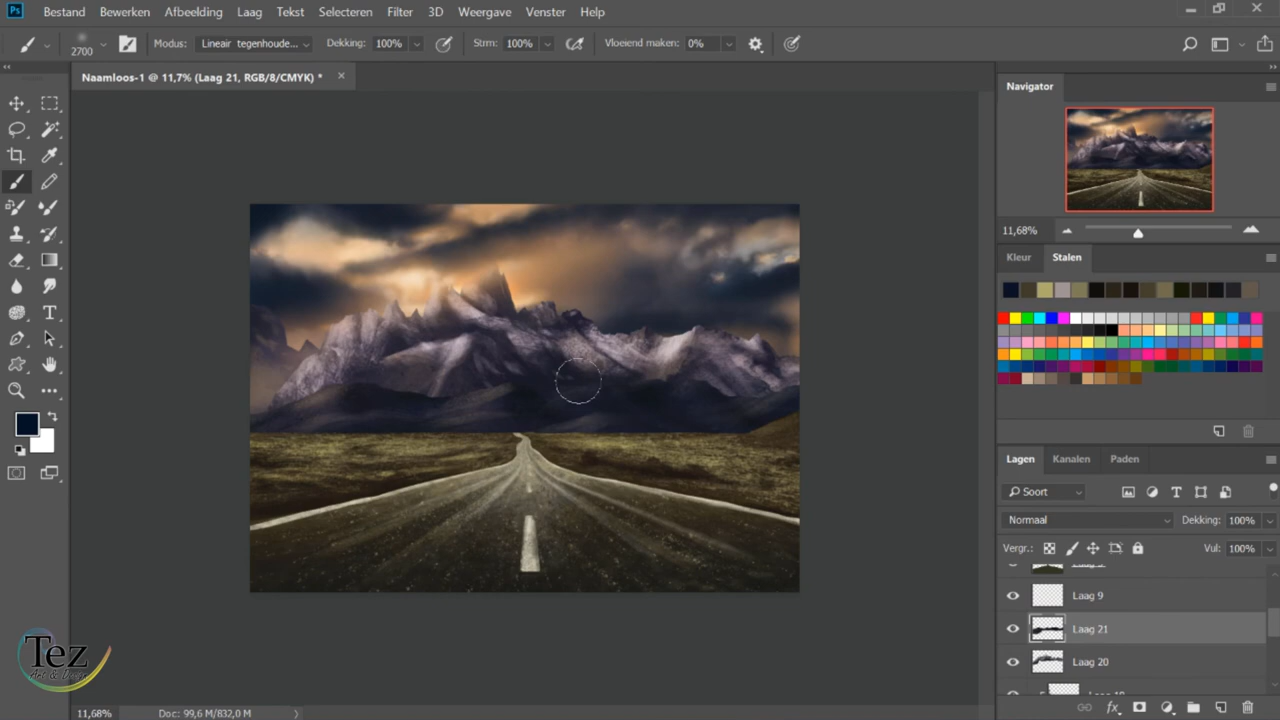 Ps Bestand Bewerken Afbeelding Laag Tekst Selecteren Filter 3D Weergave Venster Help
2700 Modus: Lineair tegenhoude... Dekking: 100% Strm: 100% Vloeiend maken: 0%
Naamloos-1 @ 11,7% (Laag 21, RGB/8/CMYK) *
Navigator
11,68%
Kleur Stalen
Lagen Kanalen Paden
Soort
Normaal Dekking: 100%
Vergr.: Vul: 100%
Laag 9
Laag 21
Laag 20
Tez
Art & Design
11,68% Doc: 99,6 M/832,0 M